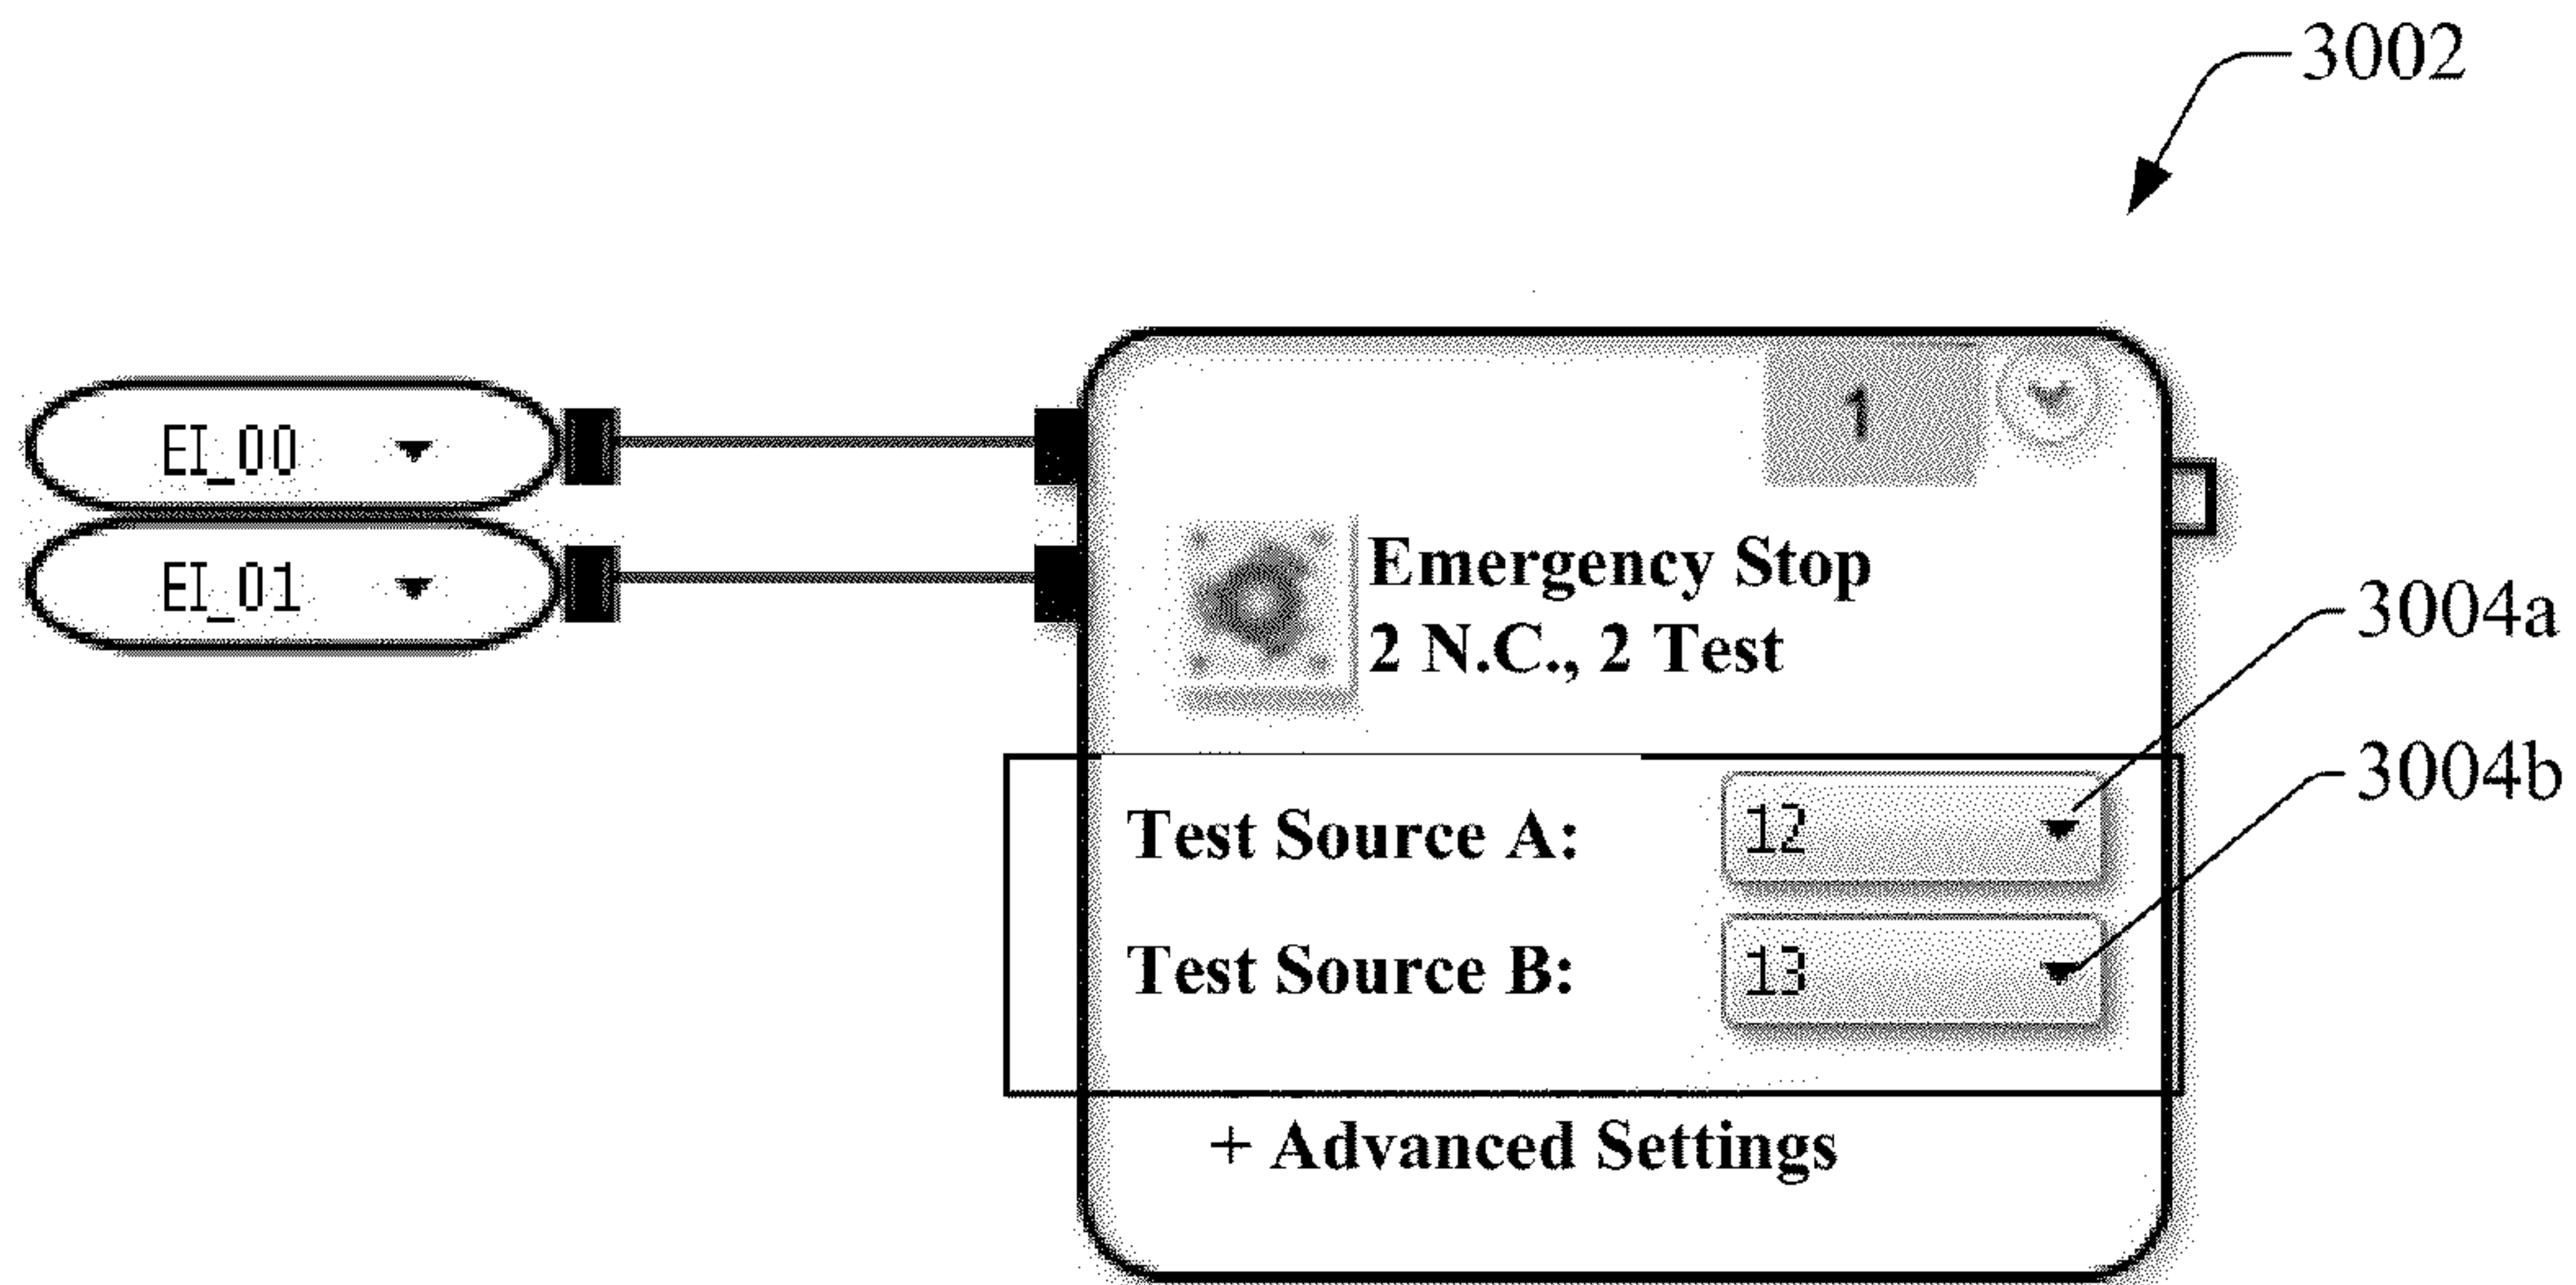 3002
1
EI_00
EI_01
Emergency Stop
2 N.C., 2 Test
3004a
3004b
Test Source A: 12
Test Source B: 13
+ Advanced Settings